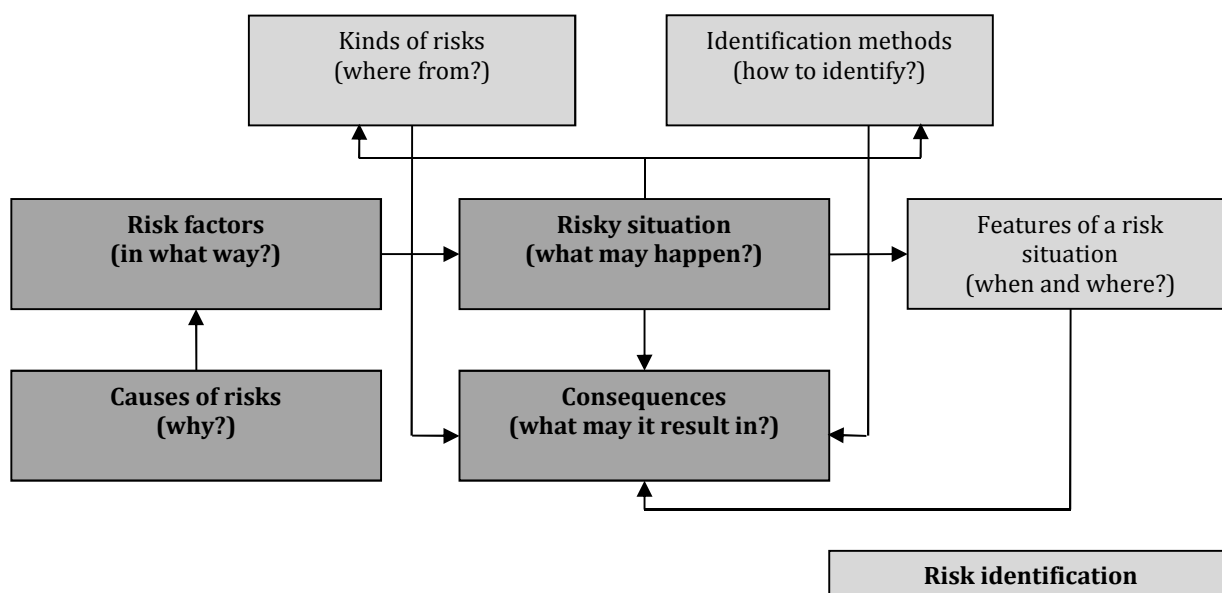 Kinds of risks
(where from?)
Identification methods
(how to identify?)
Risk factors
(in what way?)
Risky situation
(what may happen?)
Features of a risk
situation
(when and where?)
Causes of risks
(why?)
Consequences
(what may it result in?)
Risk identification